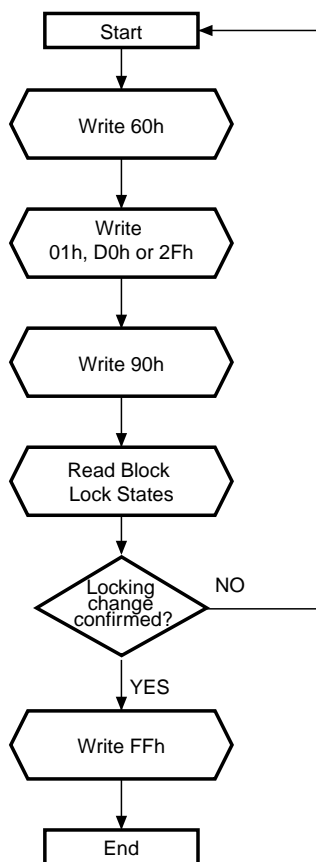 Start
Write 60h
Write
01h, D0h or 2Fh
Write 90h
Read Block
Lock States
Locking
change
confirmed?
NO
YES
Write FFh
End